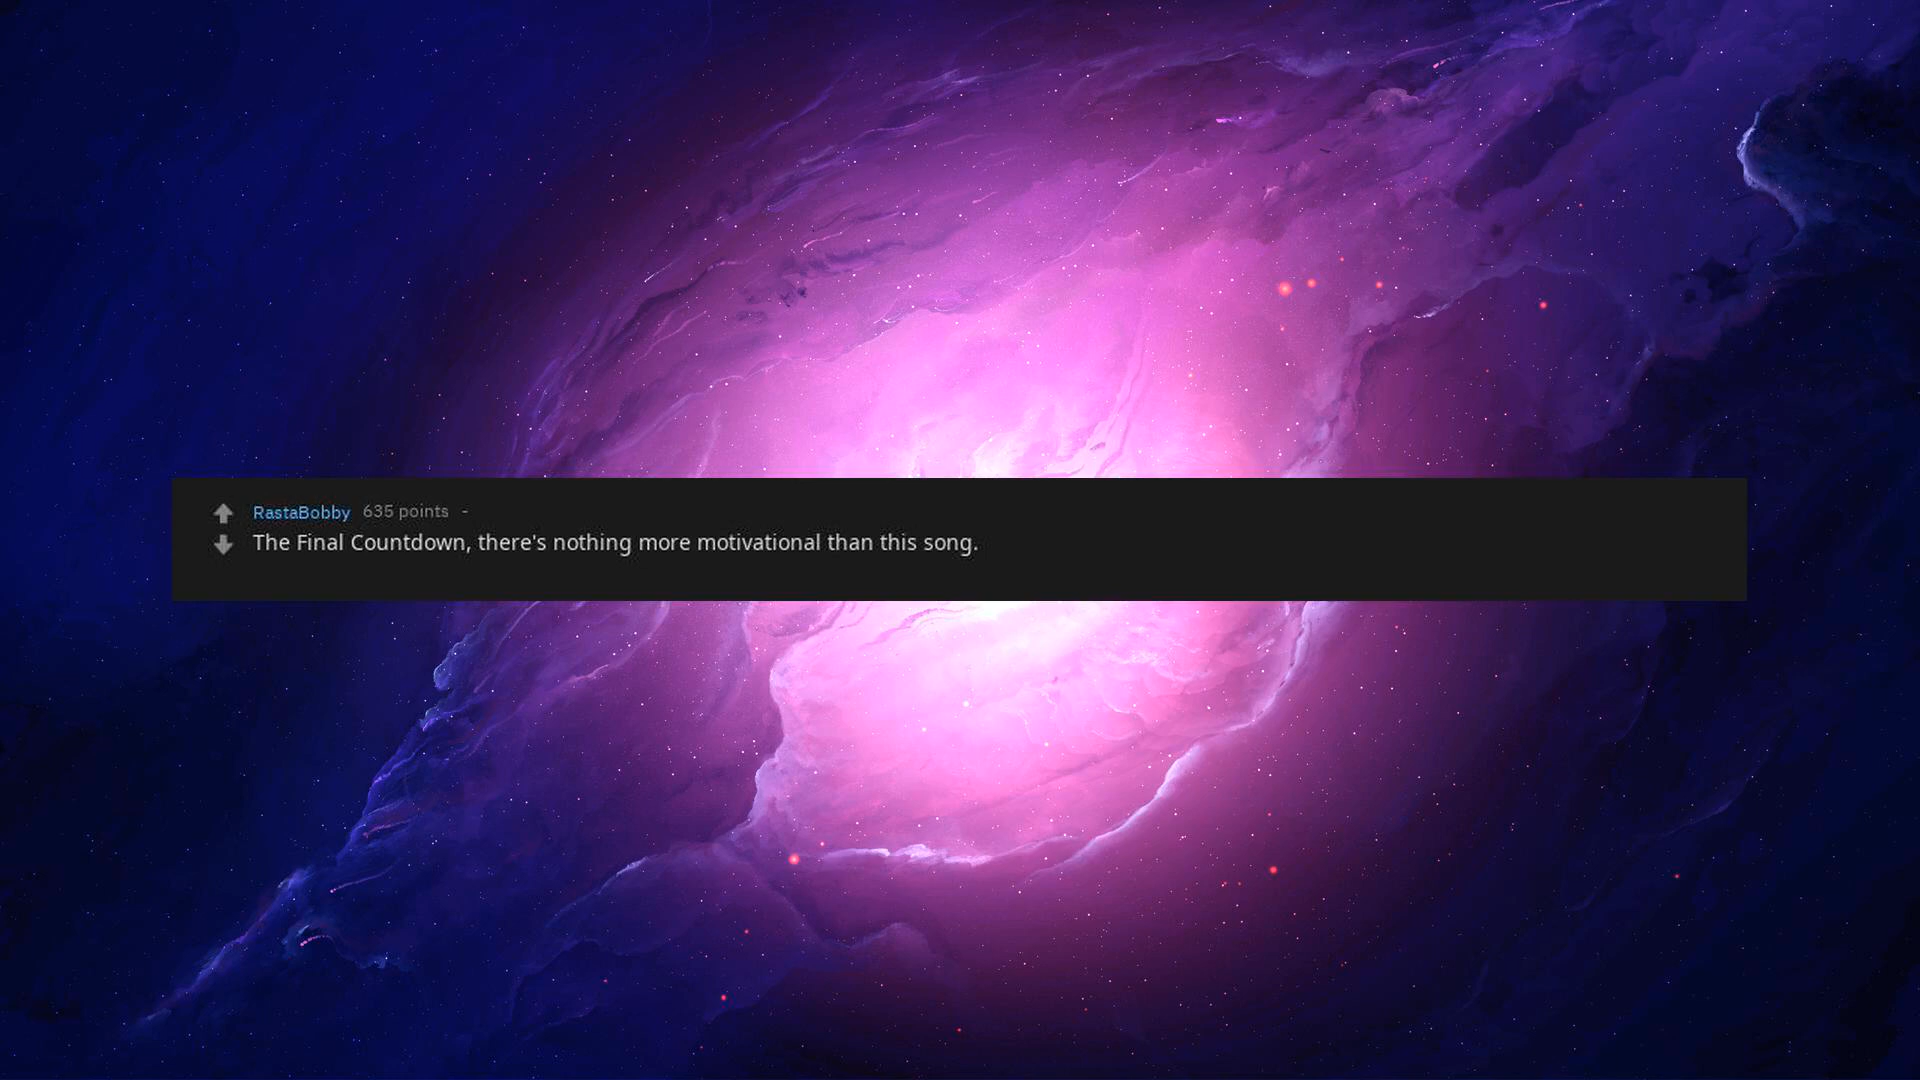 RastaBobby 635 points -
The Final Countdown, there's nothing more motivational than this song.